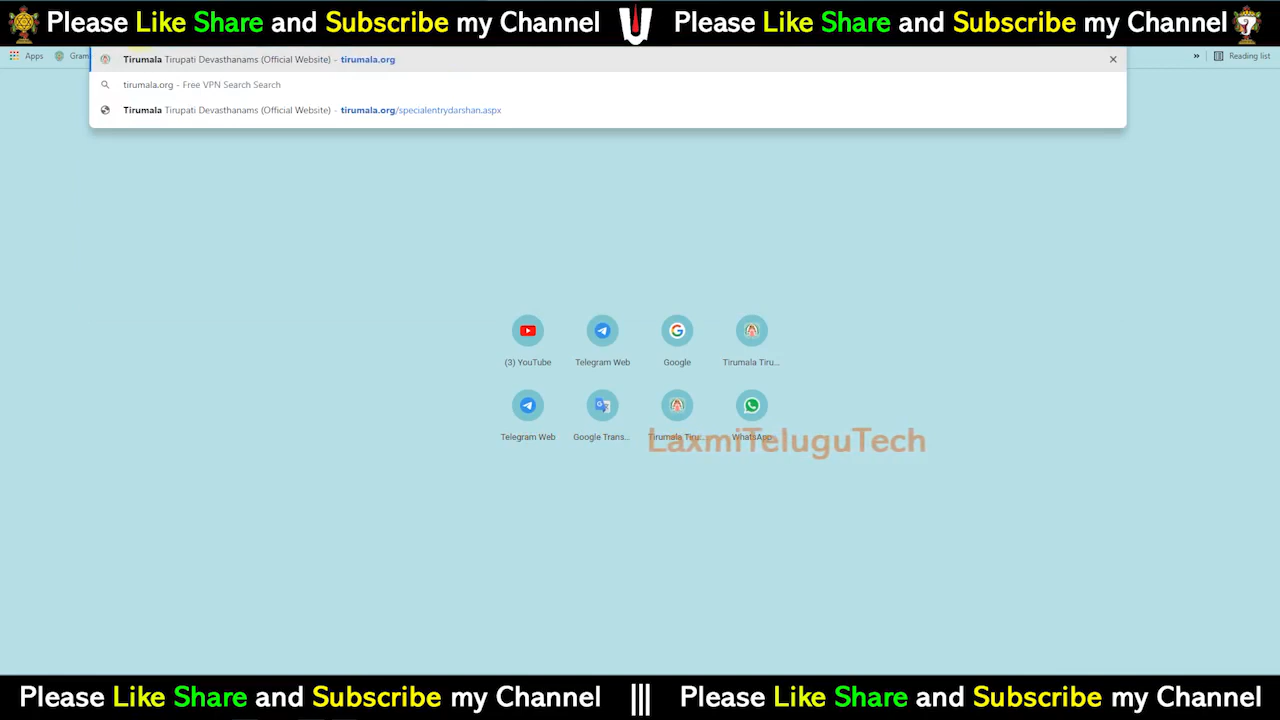 Please Like Share and Subscribe my Channel Please Like Share and Subscribe my Channel
Apps Gram
Tirumala Tirupati Devasthanams (Official Website) - tirumala.org
Reading list
tirumala.org - Free VPN Search Search
Tirumala Tirupati Devasthanams (Official Website) - tirumala.org/specialentrydarshan.aspx
(3) YouTube Telegram Web Google Tirumala Tiru...
Telegram Web Google Trans... Tirumala Tiru... WhatsApp
LaxmiTeluguTech
Please Like Share and Subscribe my Channel ||| Please Like Share and Subscribe my Channel